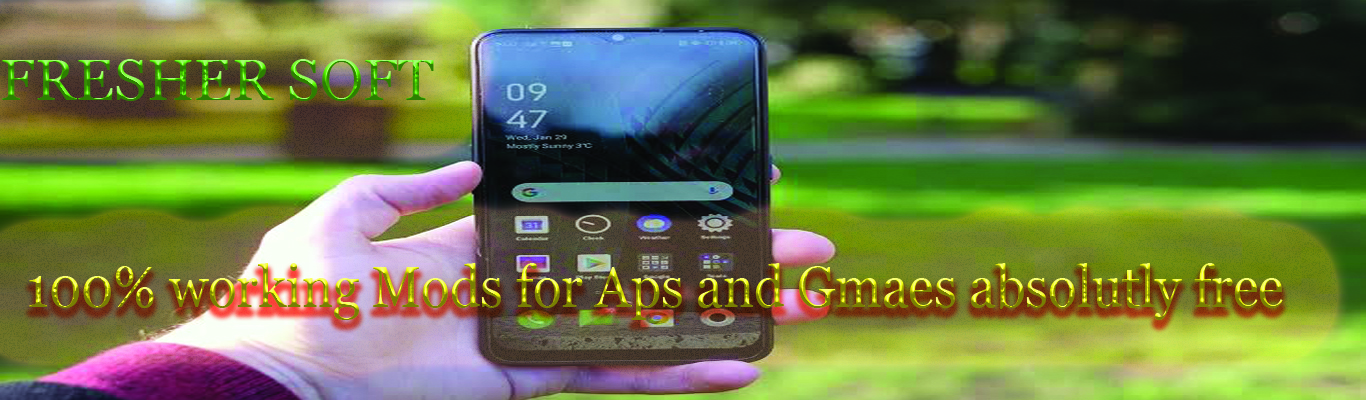 FRESHER SOFT
09
47
Wed, Jan 29
Mostly Sunny 3°C
31
Calendar
Clock
Weather
Settings
100% working Mods for Aps and Gmaes absolutly free